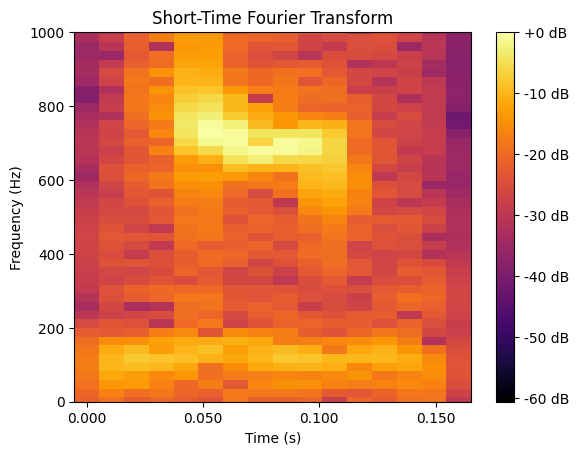 Short-Time Fourier Transform
1000
800
600
400
200
0
Frequency (Hz)
0.000
0.050
0.100
0.150
Time (s)
+0 dB
-10 dB
-20 dB
-30 dB
-40 dB
-50 dB
-60 dB